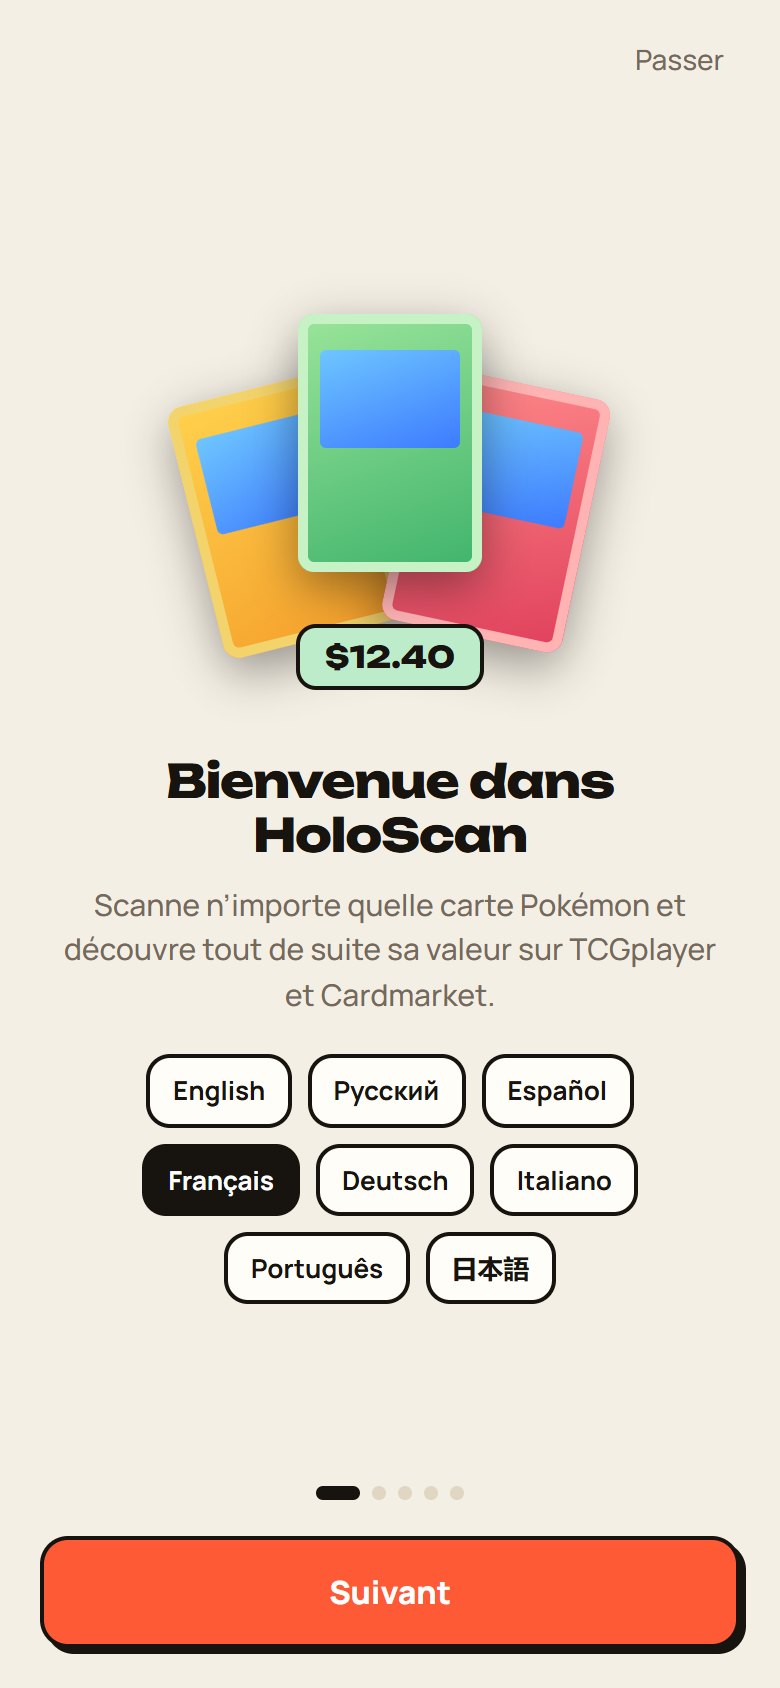 Passer
$12.40
Bienvenue dans
HoloScan
Scanne n’importe quelle carte Pokémon et
découvre tout de suite sa valeur sur TCGplayer
et Cardmarket.
English
Русский
Español
Français
Deutsch
Italiano
Português
日本語
Suivant